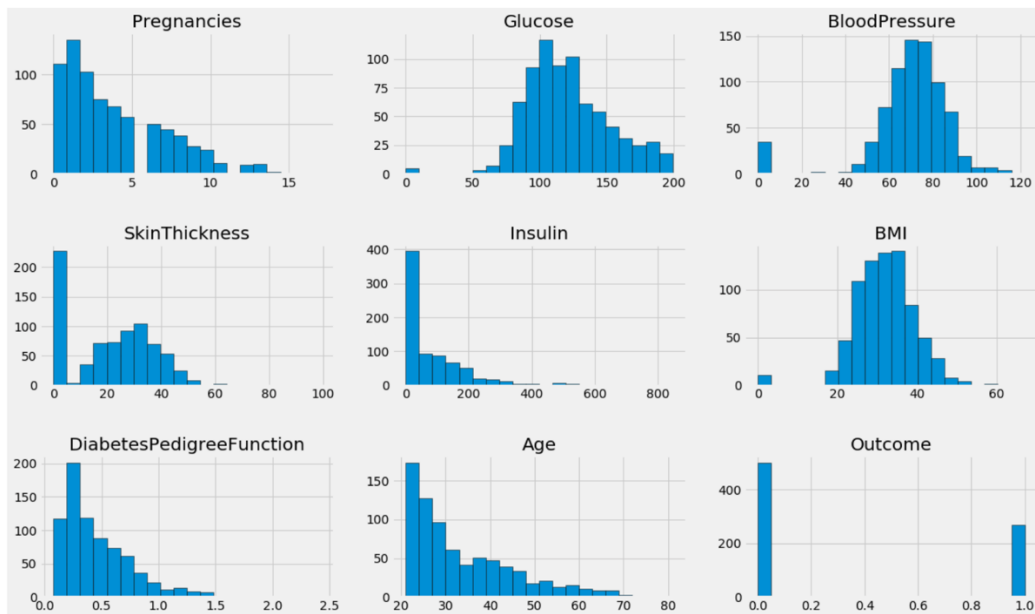 Pregnancies
100
50
0
0 5 10 15
Glucose
100
75
50
25
0
0 50 100 150 200
BloodPressure
150
100
50
0
0 20 40 60 80 100 120
SkinThickness
200
150
100
50
0
0 20 40 60 80 100
Insulin
400
300
200
100
0
0 200 400 600 800
BMI
100
50
0
0 20 40 60
DiabetesPedigreeFunction
200
150
100
50
0
0.0 0.5 1.0 1.5 2.0 2.5
Age
150
100
50
0
20 30 40 50 60 70 80
Outcome
400
200
0
0.0 0.2 0.4 0.6 0.8 1.0